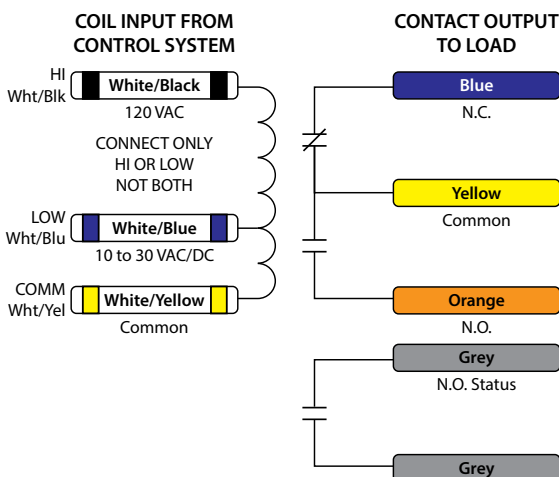 COIL INPUT FROM
CONTROL SYSTEM
HI
Wht/Blk
White/Black
120 VAC
CONNECT ONLY
HI OR LOW
NOT BOTH
LOW
Wht/Blu
White/Blue
10 to 30 VAC/DC
COMM
Wht/Yel
White/Yellow
Common
CONTACT OUTPUT
TO LOAD
Blue
N.C.
Yellow
Common
Orange
N.O.
Grey
N.O. Status
Grey